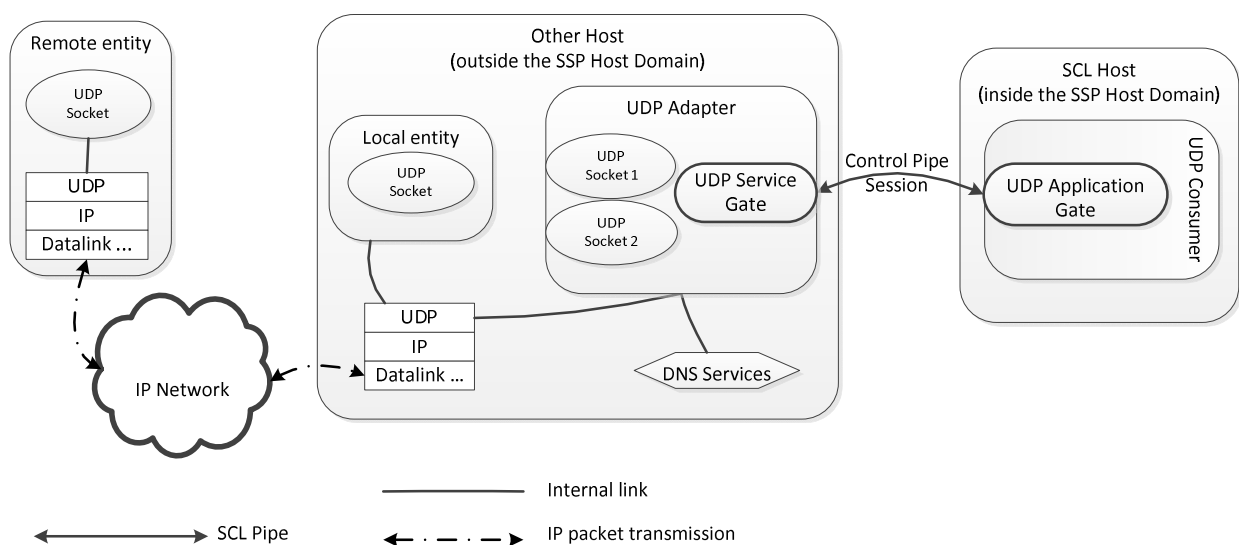 Remote entity
UDP
Socket
UDP
IP
Datalink ...
IP Network
Other Host
(outside the SSP Host Domain)
Local entity
UDP
Socket
UDP Adapter
UDP
Socket 1
UDP
Socket 2
UDP Service
Gate
UDP
IP
Datalink ...
DNS Services
Control Pipe
Session
SCL Host
(inside the SSP Host Domain)
UDP Application
Gate
UDP Consumer
Internal link
SCL Pipe
IP packet transmission